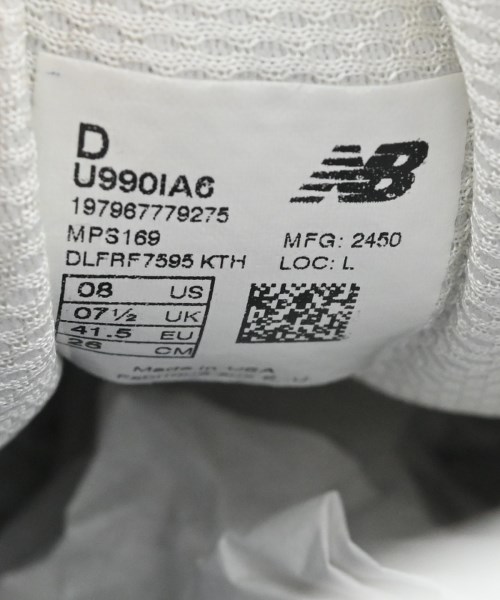 D
U990IA6
197967779275
MPS169
DLFRF7595 KTH
NB
MFG: 2450
LOC: L
08 US
07½ UK
41.5 EU
26 CM
Made in USA